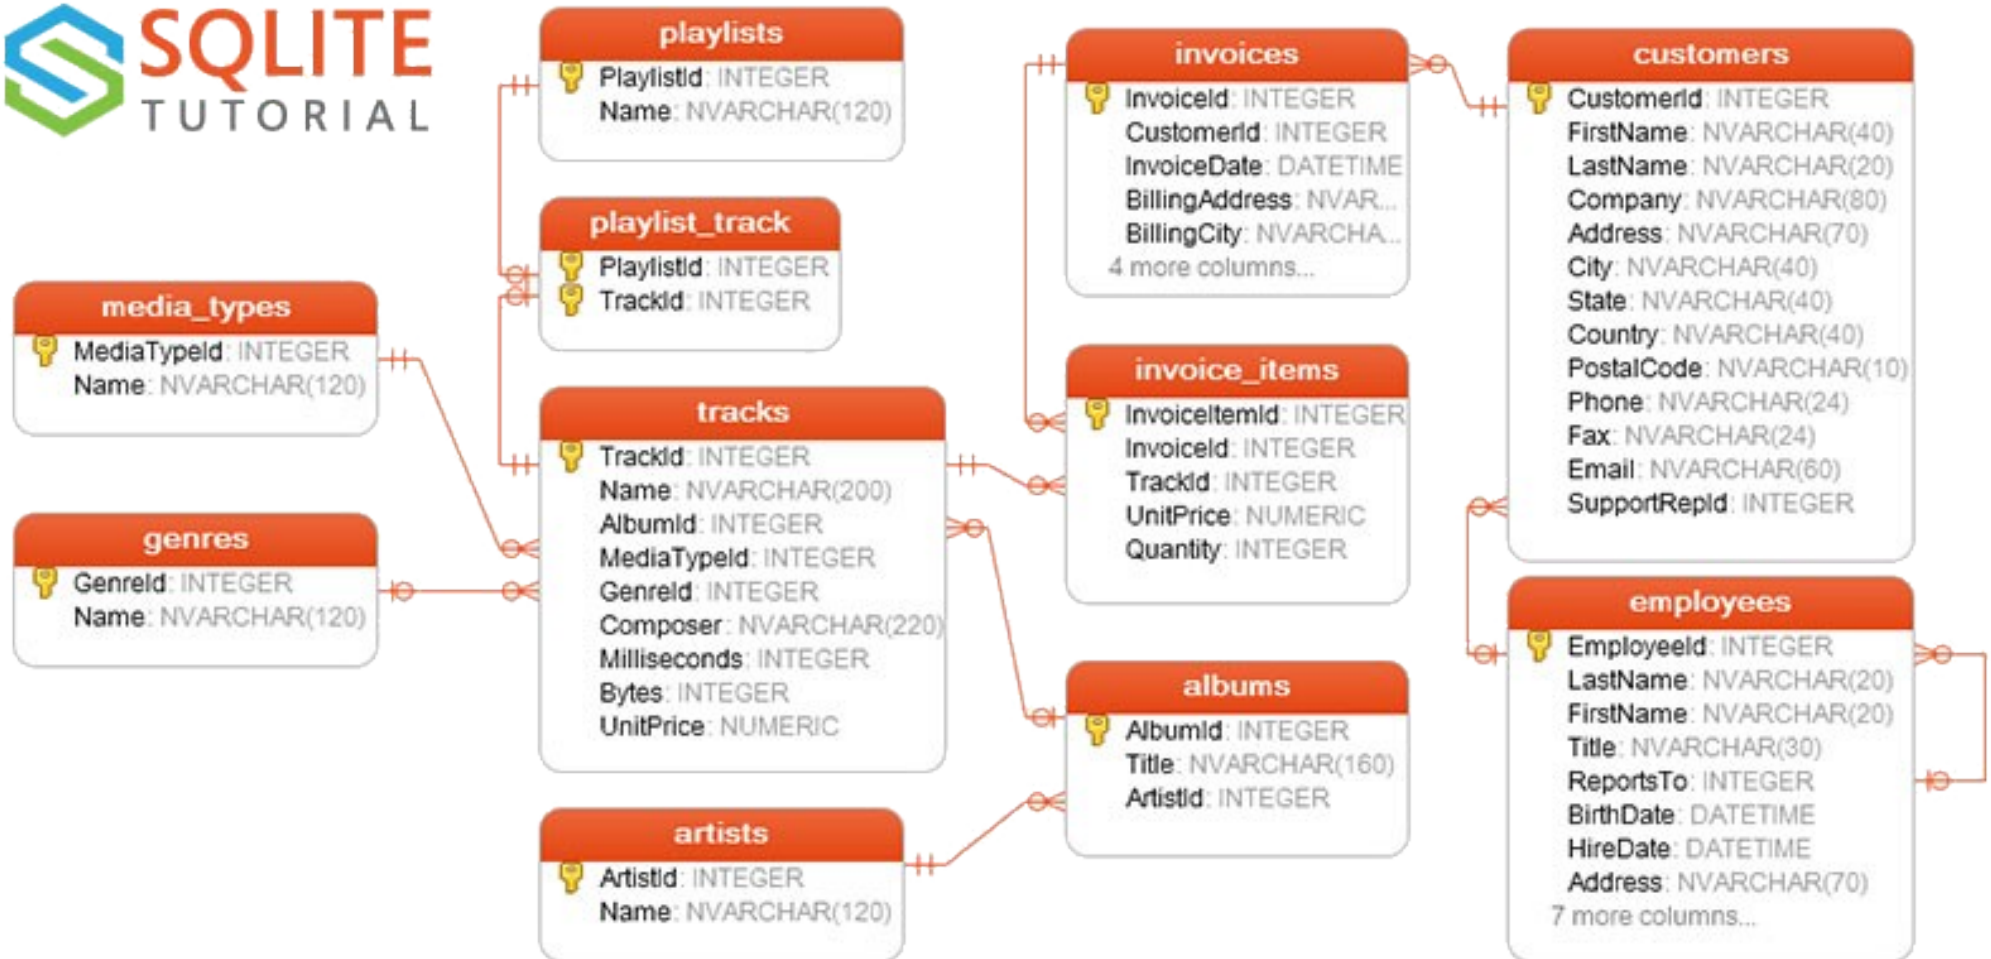 SQLITE
TUTORIAL
playlists
PlaylistId: INTEGER
Name: NVARCHAR(120)
playlist_track
PlaylistId: INTEGER
TrackId: INTEGER
media_types
MediaTypeId: INTEGER
Name: NVARCHAR(120)
genres
GenreId: INTEGER
Name: NVARCHAR(120)
tracks
TrackId: INTEGER
Name: NVARCHAR(200)
AlbumId: INTEGER
MediaTypeId: INTEGER
GenreId: INTEGER
Composer: NVARCHAR(220)
Milliseconds: INTEGER
Bytes: INTEGER
UnitPrice: NUMERIC
artists
ArtistId: INTEGER
Name: NVARCHAR(120)
invoices
InvoiceId: INTEGER
CustomerId: INTEGER
InvoiceDate: DATETIME
BillingAddress: NVAR...
BillingCity: NVARCHA...
4 more columns...
invoice_items
InvoiceItemId: INTEGER
InvoiceId: INTEGER
TrackId: INTEGER
UnitPrice: NUMERIC
Quantity: INTEGER
albums
AlbumId: INTEGER
Title: NVARCHAR(160)
ArtistId: INTEGER
customers
CustomerId: INTEGER
FirstName: NVARCHAR(40)
LastName: NVARCHAR(20)
Company: NVARCHAR(80)
Address: NVARCHAR(70)
City: NVARCHAR(40)
State: NVARCHAR(40)
Country: NVARCHAR(40)
PostalCode: NVARCHAR(10)
Phone: NVARCHAR(24)
Fax: NVARCHAR(24)
Email: NVARCHAR(60)
SupportRepId: INTEGER
employees
EmployeeId: INTEGER
LastName: NVARCHAR(20)
FirstName: NVARCHAR(20)
Title: NVARCHAR(30)
ReportsTo: INTEGER
BirthDate: DATETIME
HireDate: DATETIME
Address: NVARCHAR(70)
7 more columns...